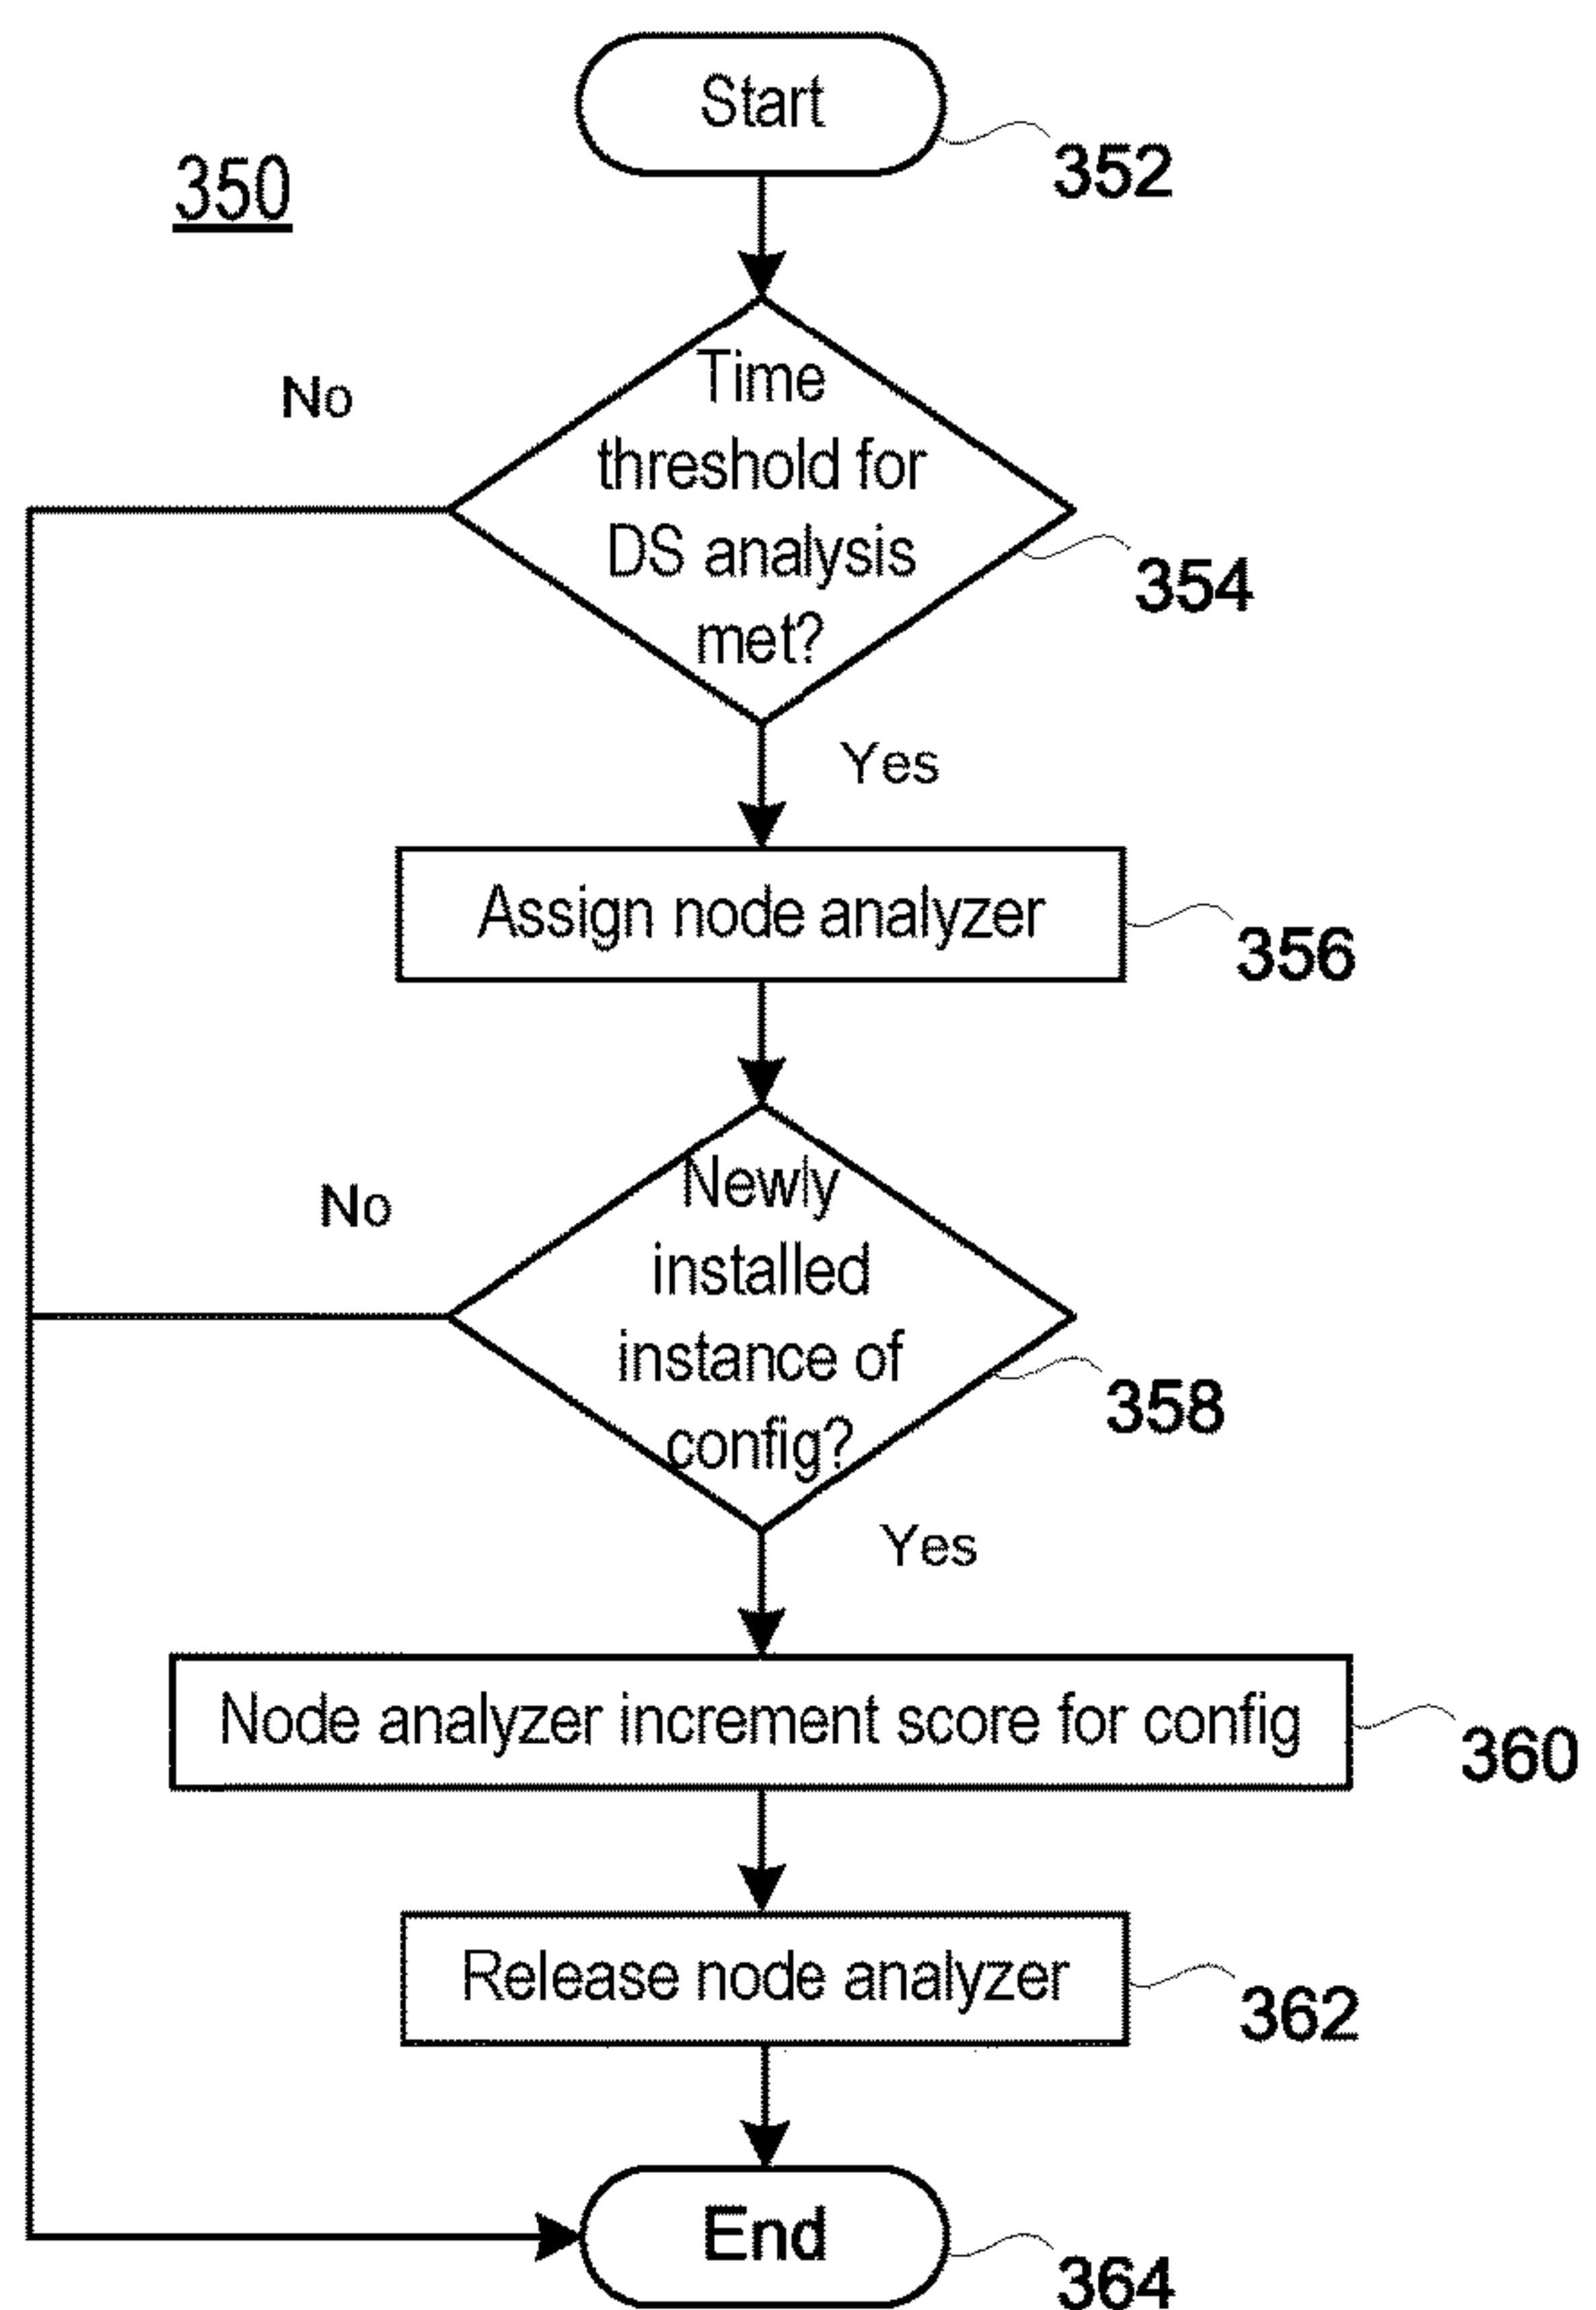 Start
352
350
No
Time
threshold for
DS analysis
met?
354
Yes
Assign node analyzer
356
No
Newly
installed
instance of
config?
358
Yes
Node analyzer increment score for config
360
Release node analyzer
362
End
364